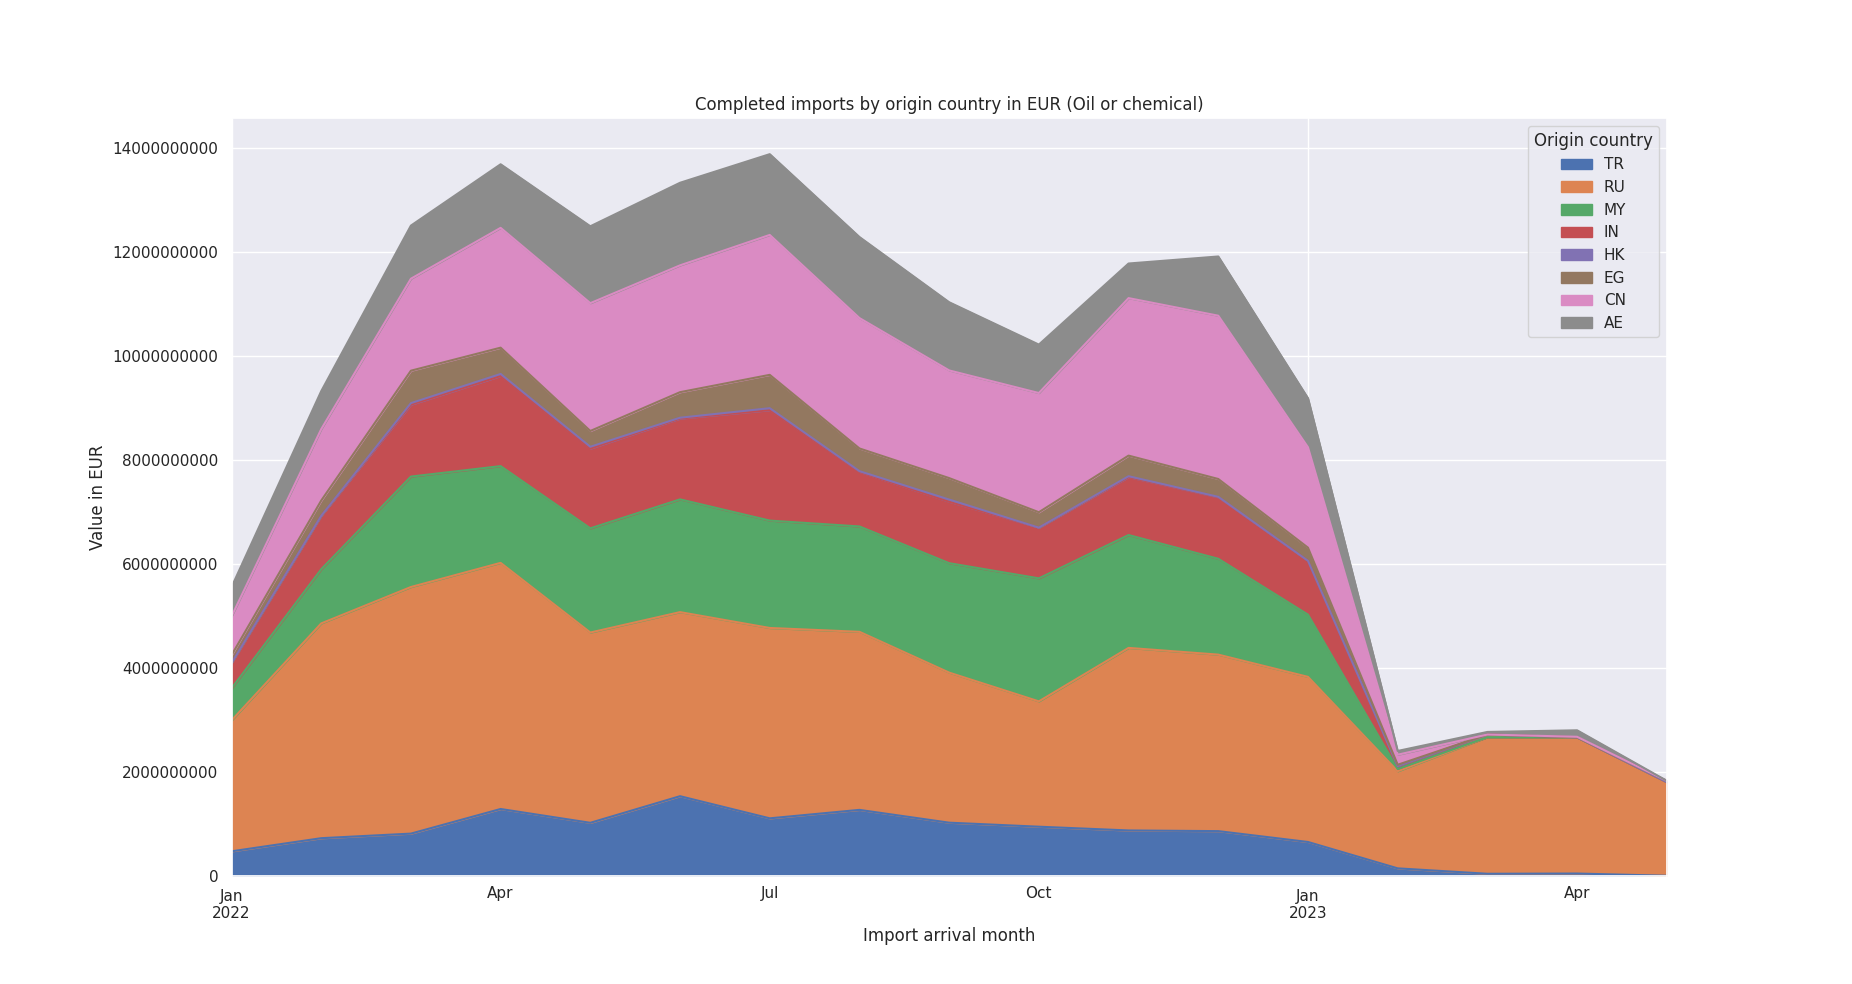 Completed imports by origin country in EUR (Oil or chemical)
14000000000
12000000000
10000000000
8000000000
6000000000
4000000000
2000000000
0
Value in EUR
Jan
2022
Apr
Jul
Oct
Jan
2023
Apr
Import arrival month
Origin country
TR
RU
MY
IN
HK
EG
CN
AE